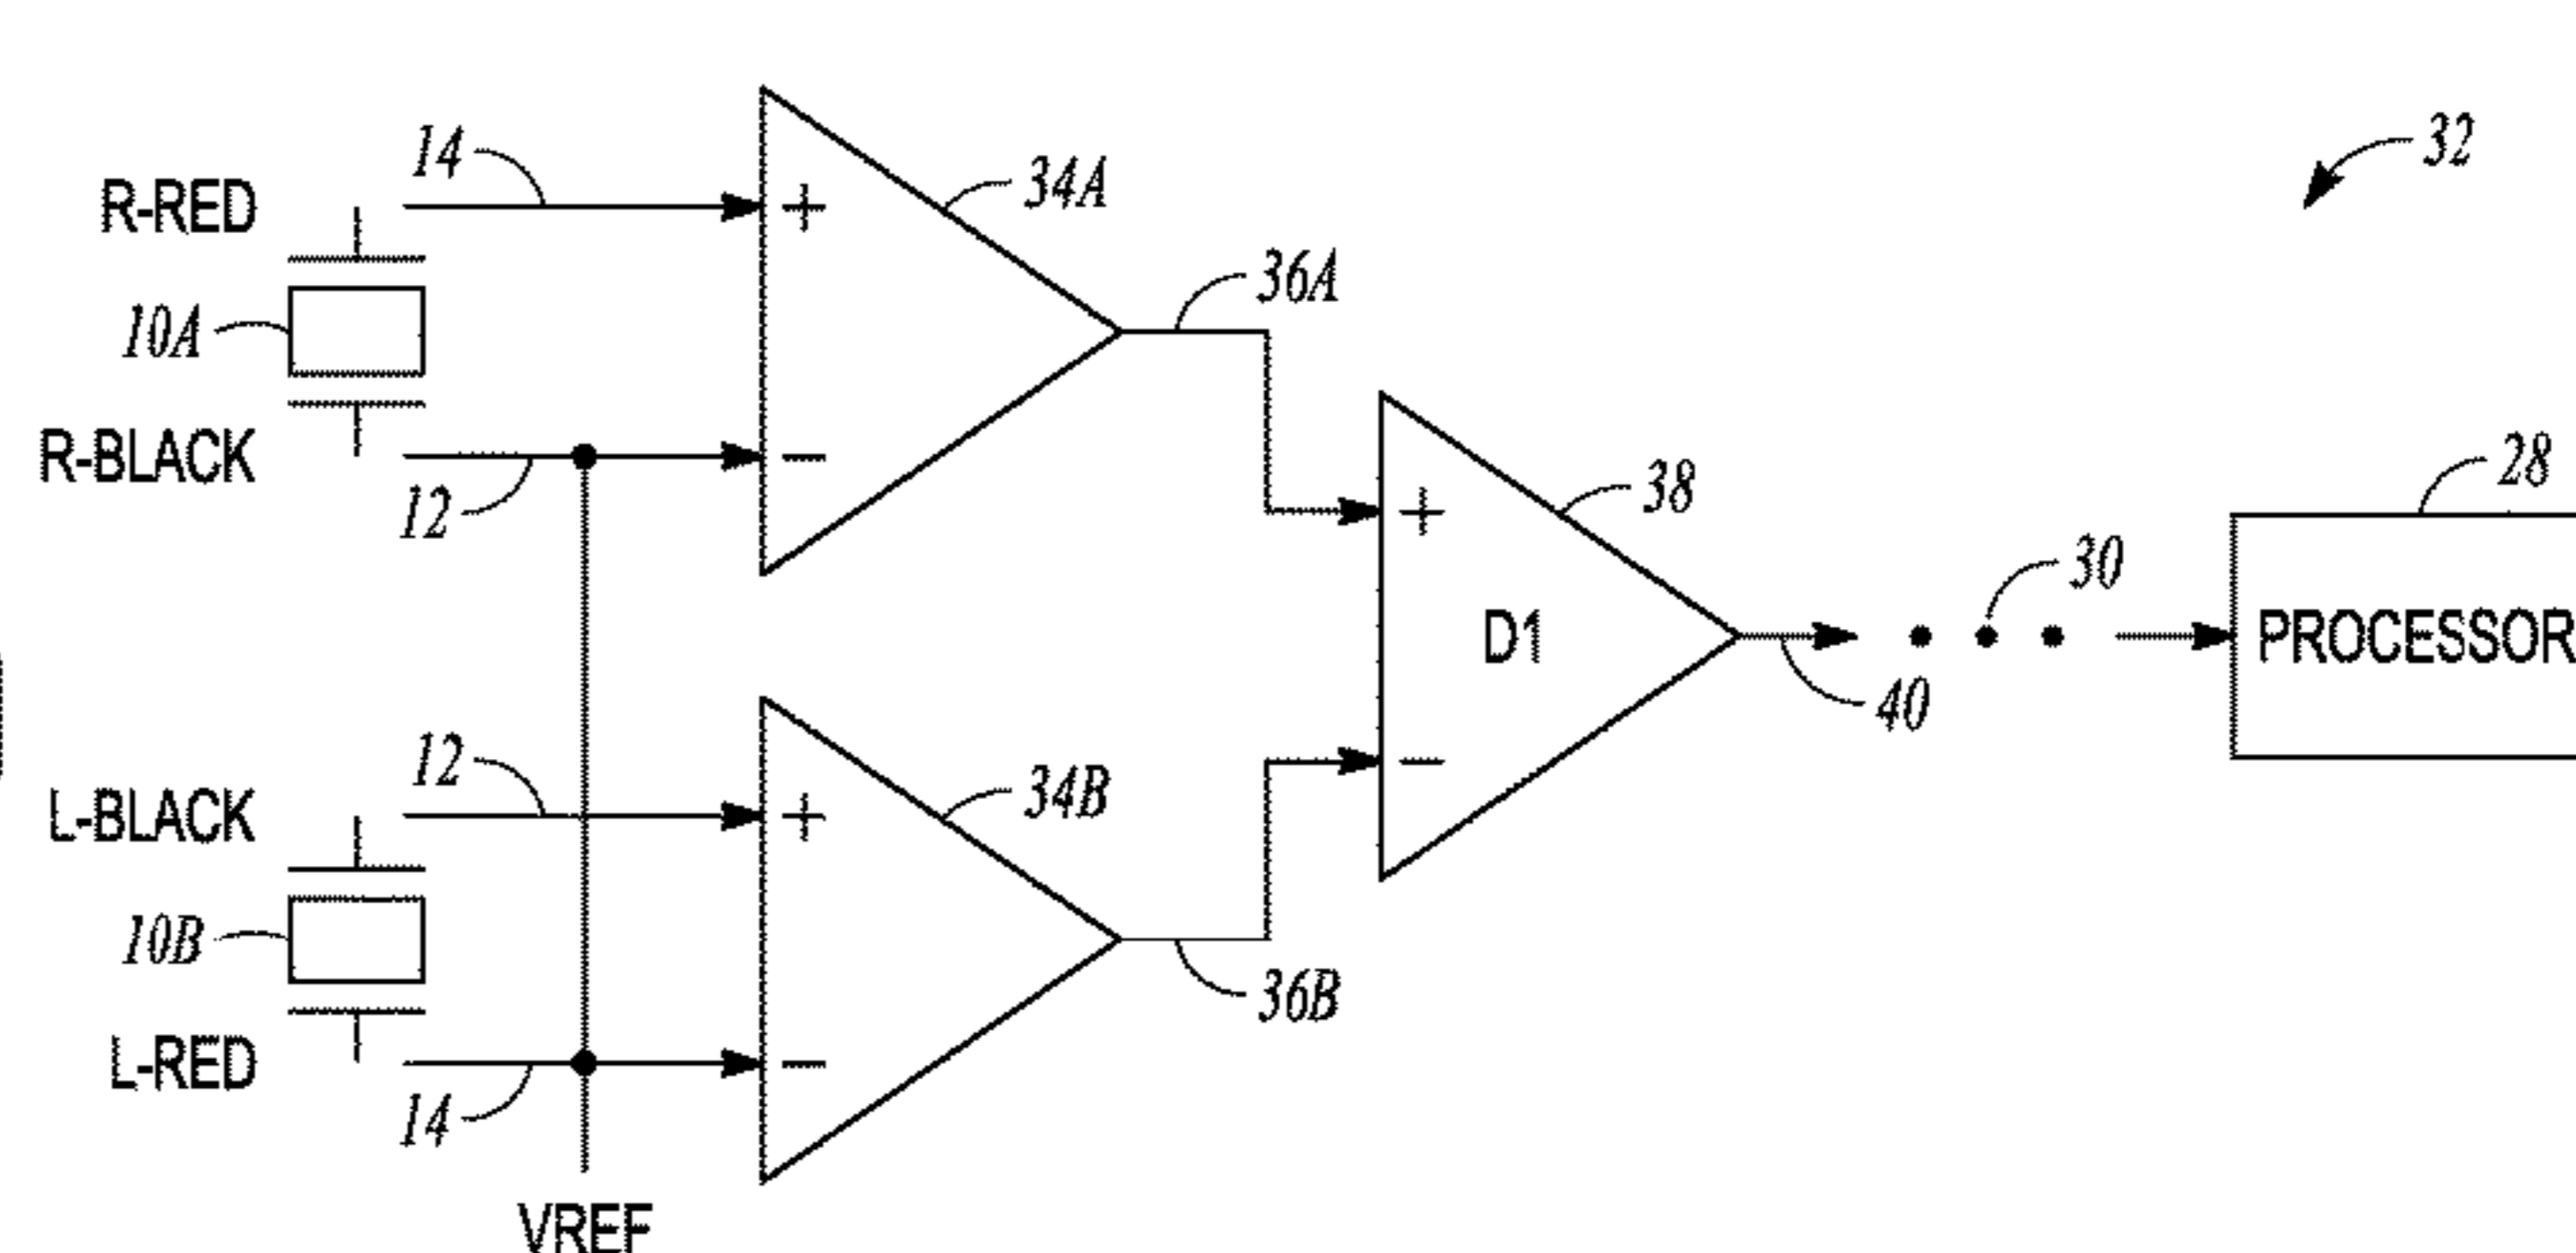 32
14
34A
R-RED
+
36A
10A
R-BLACK
−
12
38
28
+
30
D1
PROCESSOR
40
12
34B
−
L-BLACK
+
10B
36B
L-RED
−
14
VREF